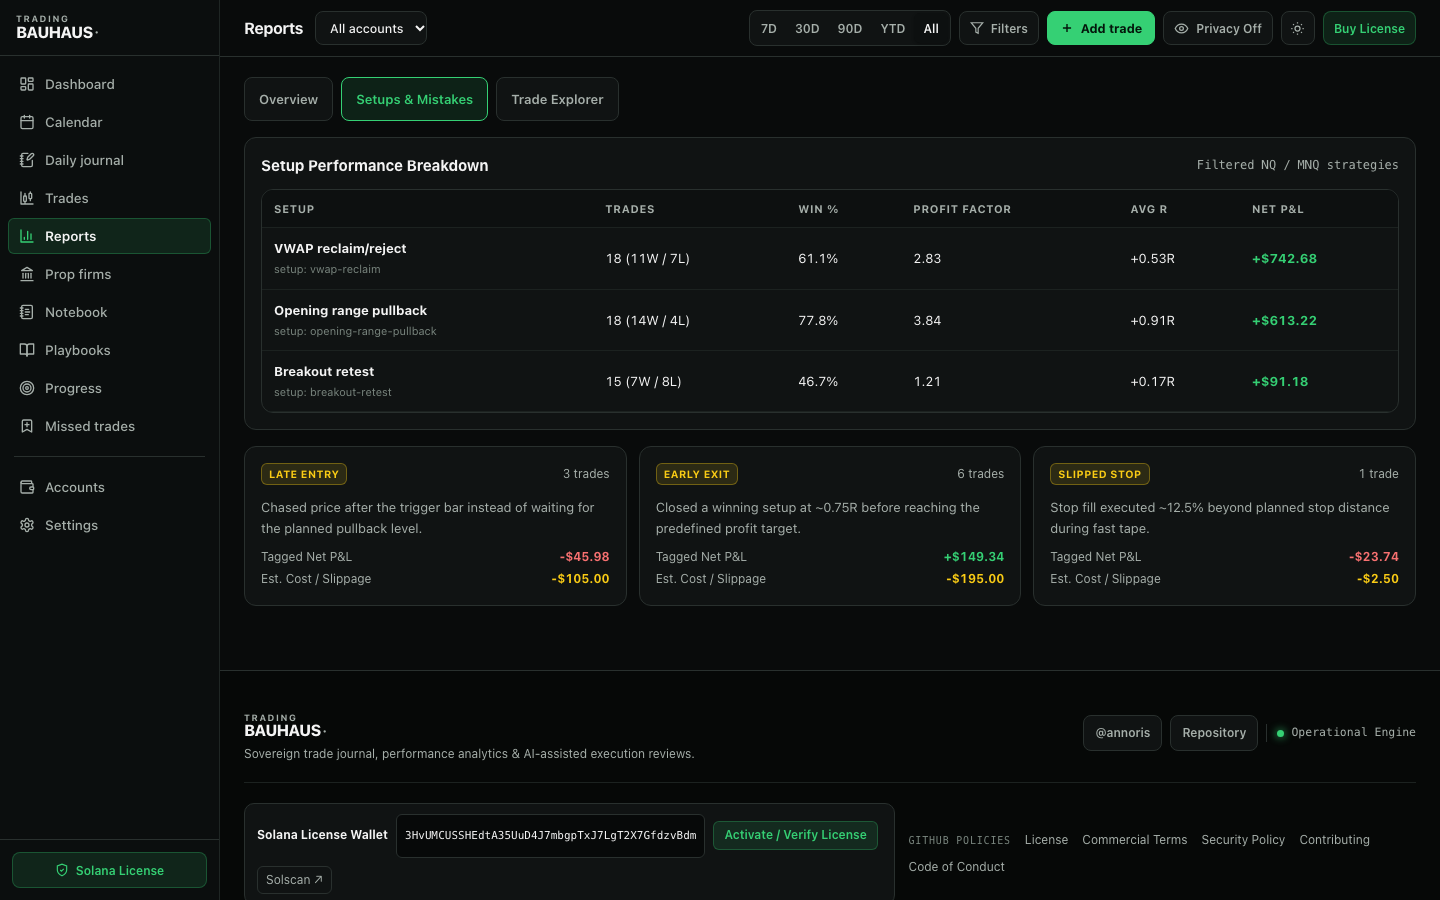 TRADING
BAUHAUS·
Dashboard
Calendar
Daily journal
Trades
Reports
Prop firms
Notebook
Playbooks
Progress
Missed trades
Accounts
Settings
Solana License
Reports
All accounts
7D 30D 90D YTD All
Filters
+ Add trade
Privacy Off
Buy License
Overview
Setups & Mistakes
Trade Explorer
Setup Performance Breakdown
Filtered NQ / MNQ strategies
SETUP TRADES WIN % PROFIT FACTOR AVG R NET P&L
VWAP reclaim/reject
setup: vwap-reclaim
18 (11W / 7L) 61.1% 2.83 +0.53R +$742.68
Opening range pullback
setup: opening-range-pullback
18 (14W / 4L) 77.8% 3.84 +0.91R +$613.22
Breakout retest
setup: breakout-retest
15 (7W / 8L) 46.7% 1.21 +0.17R +$91.18
LATE ENTRY 3 trades
Chased price after the trigger bar instead of waiting for
the planned pullback level.
Tagged Net P&L -$45.98
Est. Cost / Slippage -$105.00
EARLY EXIT 6 trades
Closed a winning setup at ~0.75R before reaching the
predefined profit target.
Tagged Net P&L +$149.34
Est. Cost / Slippage -$195.00
SLIPPED STOP 1 trade
Stop fill executed ~12.5% beyond planned stop distance
during fast tape.
Tagged Net P&L -$23.74
Est. Cost / Slippage -$2.50
TRADING
BAUHAUS·
Sovereign trade journal, performance analytics & AI-assisted execution reviews.
@annoris
Repository
Operational Engine
Solana License Wallet
3HvUMCUSSHEdtA35UuD4J7mbgpTxJ7LgT2X7GfdzvBdm
Activate / Verify License
Solscan ↗
GITHUB POLICIES License Commercial Terms Security Policy Contributing
Code of Conduct